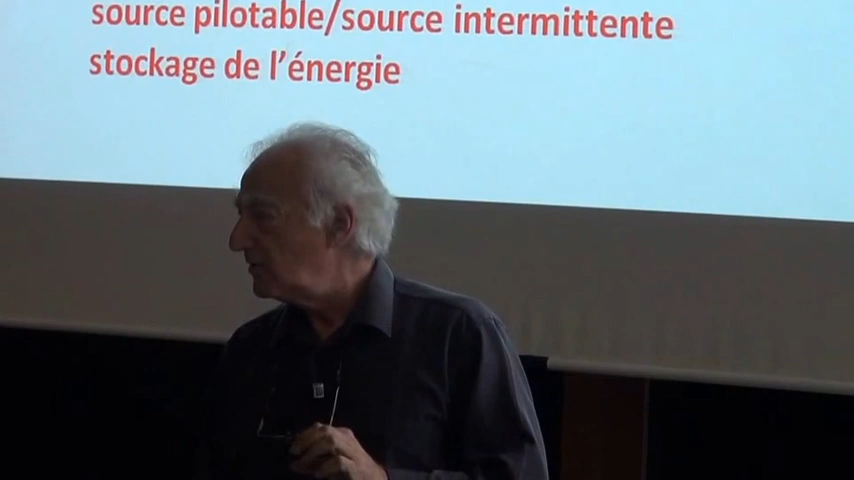 source pilotable/source intermittente
stockage de l’énergie